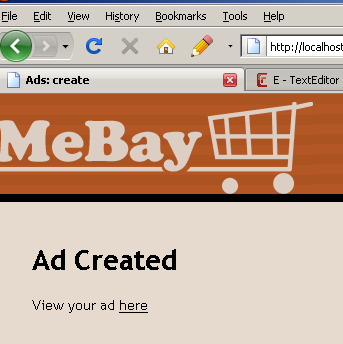 File Edit View History Bookmarks Tools Help
http://localhost
Ads: create E - TextEditor
MeBay
Ad Created
View your ad here